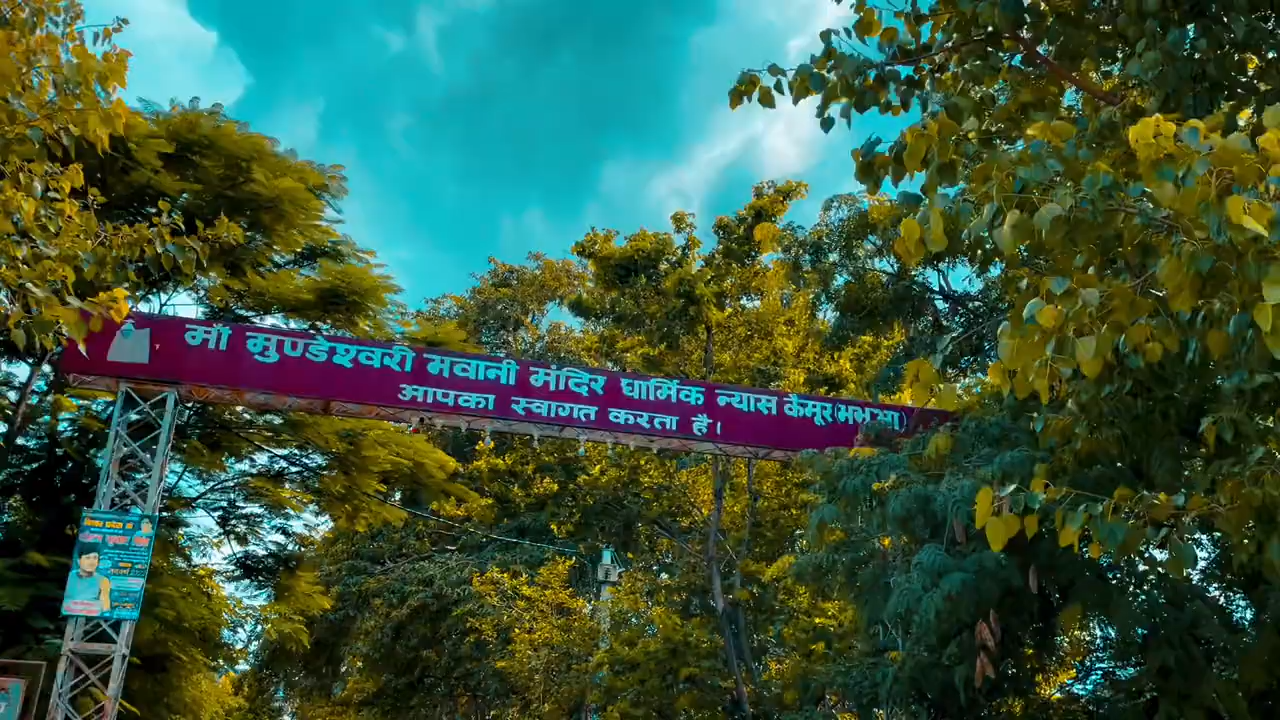 माँ मुण्डेश्वरी भवानी मंदिर धार्मिक न्यास कैमूर(भभुआ)
आपका स्वागत करता है।